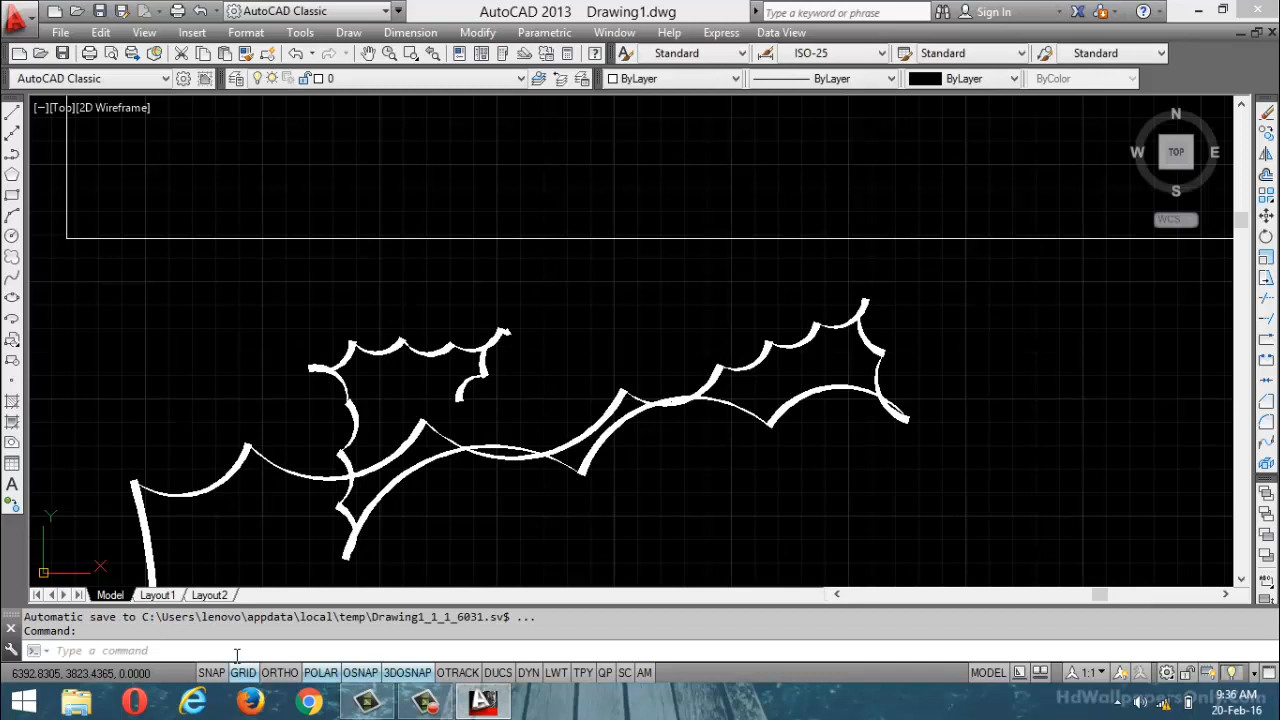 AutoCAD Classic
AutoCAD 2013 Drawing1.dwg
Type a keyword or phrase
Sign In
File Edit View Insert Format Tools Draw Dimension Modify Parametric Window Help Express Data View
Standard ISO-25 Standard Standard
AutoCAD Classic 0 ByLayer ByLayer ByLayer ByColor
[−][Top][2D Wireframe]
N
W TOP E
S
WCS
A
Y
X
Model Layout1 Layout2
Automatic save to C:\Users\lenovo\appdata\local\temp\Drawing1_1_1_6031.sv$ ...
Command:
Type a command
6392.8305, 3823.4365, 0.0000 SNAP GRID ORTHO POLAR OSNAP 3DOSNAP OTRACK DUCS DYN LWT TPY QP SC AM MODEL 1:1
HdWallpapersOnly.com
9:36 AM
20-Feb-16